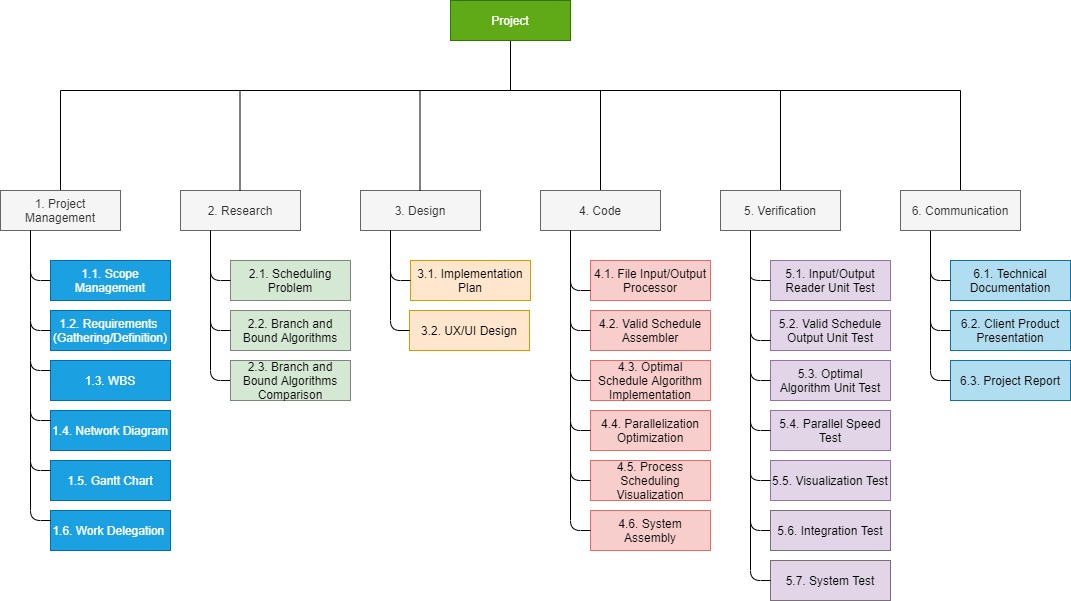 Project
1. Project
Management
2. Research
3. Design
4. Code
5. Verification
6. Communication
1.1. Scope
Management
1.2. Requirements
(Gathering/Definition)
1.3. WBS
1.4. Network Diagram
1.5. Gantt Chart
1.6. Work Delegation
2.1. Scheduling
Problem
2.2. Branch and
Bound Algorithms
2.3. Branch and
Bound Algorithms
Comparison
3.1. Implementation
Plan
3.2. UX/UI Design
4.1. File Input/Output
Processor
4.2. Valid Schedule
Assembler
4.3. Optimal
Schedule Algorithm
Implementation
4.4. Parallelization
Optimization
4.5. Process
Scheduling
Visualization
4.6. System
Assembly
5.1. Input/Output
Reader Unit Test
5.2. Valid Schedule
Output Unit Test
5.3. Optimal
Algorithm Unit Test
5.4. Parallel Speed
Test
5.5. Visualization Test
5.6. Integration Test
5.7. System Test
6.1. Technical
Documentation
6.2. Client Product
Presentation
6.3. Project Report